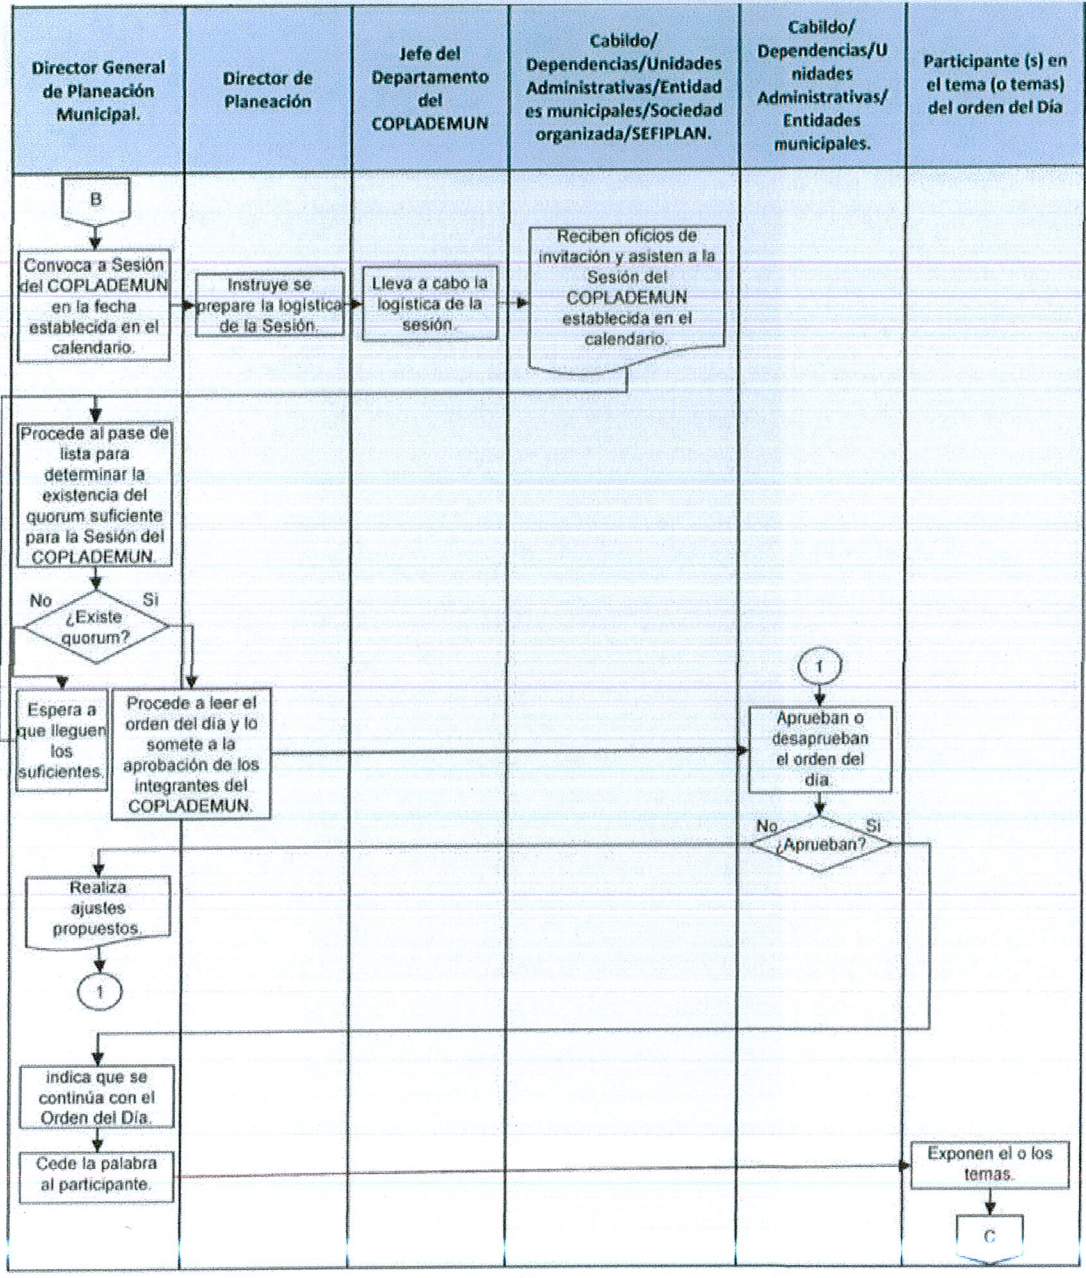 Director General
de Planeación
Municipal.
Director de
Planeación
Jefe del
Departamento
del
COPLADEMUN
Cabildo/
Dependencias/Unidades
Administrativas/Entidad
es municipales/Sociedad
organizada/SEFIPLAN.
Cabildo/
Dependencias/U
nidades
Administrativas/
Entidades
municipales.
Participante (s) en
el tema (o temas)
del orden del Día
B
Convoca a Sesión
del COPLADEMUN
en la fecha
establecida en el
calendario.
Instruye se
prepare la logística
de la Sesión.
Lleva a cabo la
logística de la
sesión.
Reciben oficios de
invitación y asisten a la
Sesión del
COPLADEMUN
establecida en el
calendario.
Procede al pase de
lista para
determinar la
existencia del
quorum suficiente
para la Sesión del
COPLADEMUN.
No
Si
¿Existe
quorum?
Espera a
que lleguen
los
suficientes.
Procede a leer el
orden del día y lo
somete a la
aprobación de los
integrantes del
COPLADEMUN.
1
Aprueban o
desaprueban
el orden del
día.
No
Si
¿Aprueban?
Realiza
ajustes
propuestos.
1
indica que se
continúa con el
Orden del Día.
Cede la palabra
al participante.
Exponen el o los
temas.
C